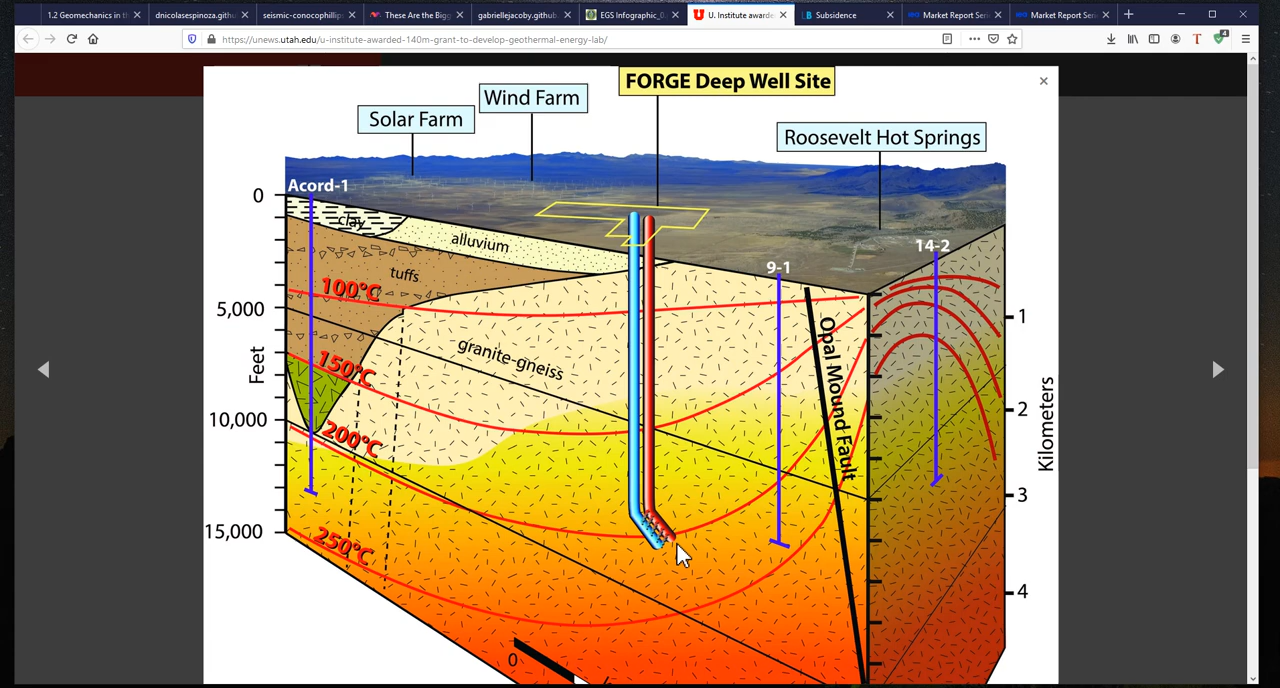 1.2 Geomechanics in th
dnicolasespinoza.githu
seismic-conocophillips
These Are the Bigg
gabriellejacoby.github
EGS Infographic_0
U. Institute awarde
Subsidence
Market Report Seri
Market Report Seri
https://unews.utah.edu/u-institute-awarded-140m-grant-to-develop-geothermal-energy-lab/
4
FORGE Deep Well Site
Wind Farm
Solar Farm
Roosevelt Hot Springs
0
Acord-1
clay
alluvium
14-2
9-1
tuffs
100°C
5,000
1
Opal Mound Fault
granite-gneiss
Feet
150°C
10,000
200°C
2
Kilometers
3
15,000
250°C
4
0